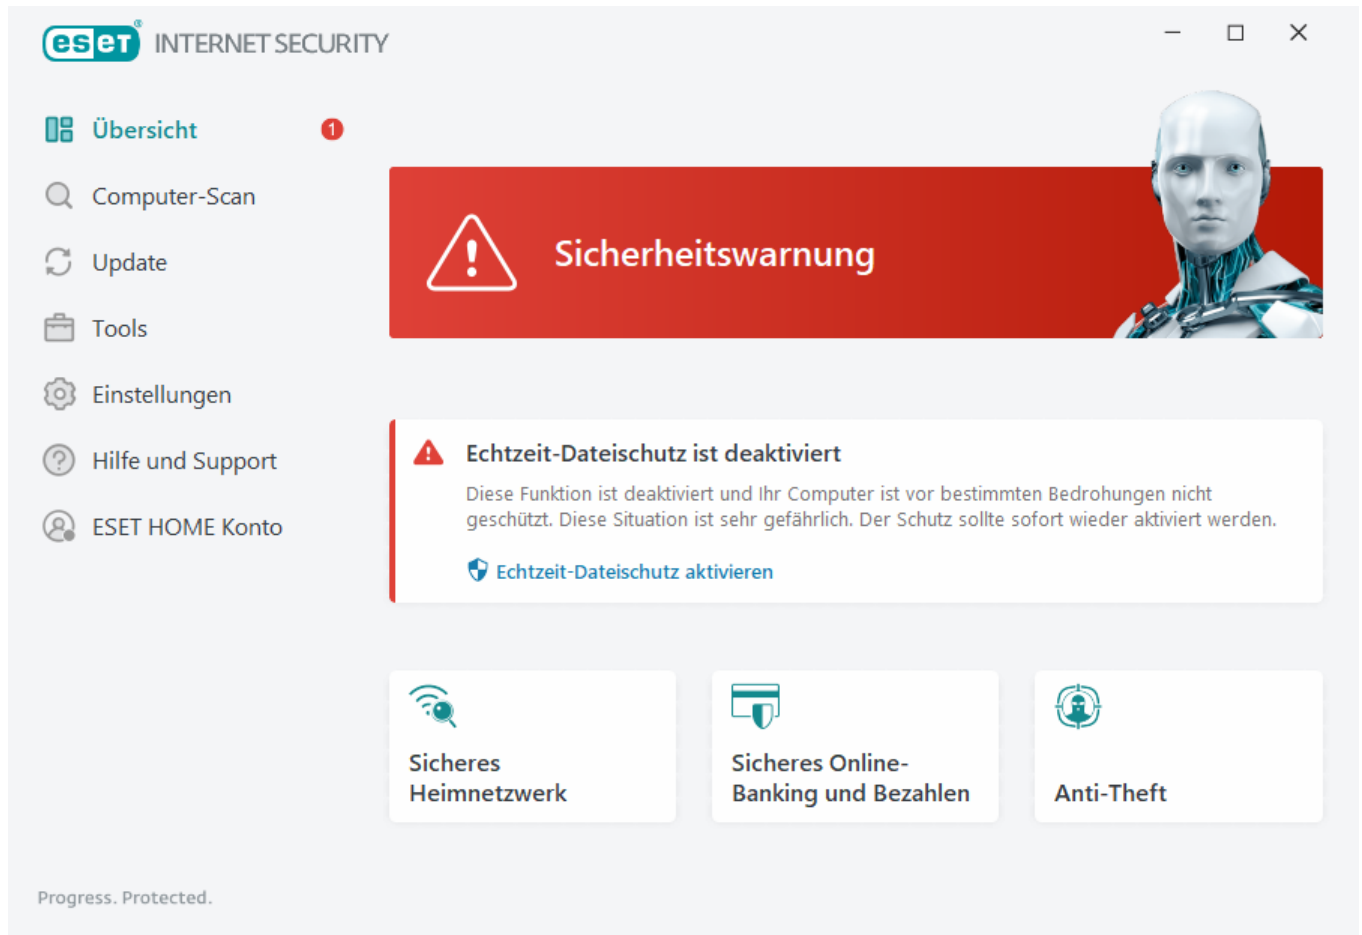 eset® INTERNET SECURITY
Übersicht 1
Computer-Scan
Update
Tools
Einstellungen
Hilfe und Support
ESET HOME Konto
Sicherheitswarnung
Echtzeit-Dateischutz ist deaktiviert
Diese Funktion ist deaktiviert und Ihr Computer ist vor bestimmten Bedrohungen nicht
geschützt. Diese Situation ist sehr gefährlich. Der Schutz sollte sofort wieder aktiviert werden.
Echtzeit-Dateischutz aktivieren
Sicheres
Heimnetzwerk
Sicheres Online-
Banking und Bezahlen
Anti-Theft
Progress. Protected.